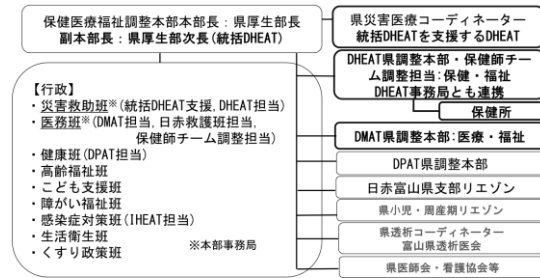 保健医療福祉調整本部本部長：県厚生部長
副本部長：県厚生部次長(統括DHEAT)
【行政】
・災害救助班※(統括DHEAT支援, DHEAT担当)
・医務班※(DMAT担当, 日赤救護班担当,
保健師チーム調整担当)
・健康班(DPAT担当)
・高齢福祉班
・こども支援班
・障がい福祉班
・感染症対策班(IHEAT担当)
・生活衛生班
・くすり政策班
※本部事務局
県災害医療コーディネーター
統括DHEATを支援するDHEAT
DHEAT県調整本部・保健師チー
ム調整担当：保健・福祉
DHEAT事務局とも連携
保健所
DMAT県調整本部：医療・福祉
DPAT県調整本部
日赤富山県支部リエゾン
県小児・周産期リエゾン
県透析コーディネーター
富山県透析医会
県医師会・看護協会等